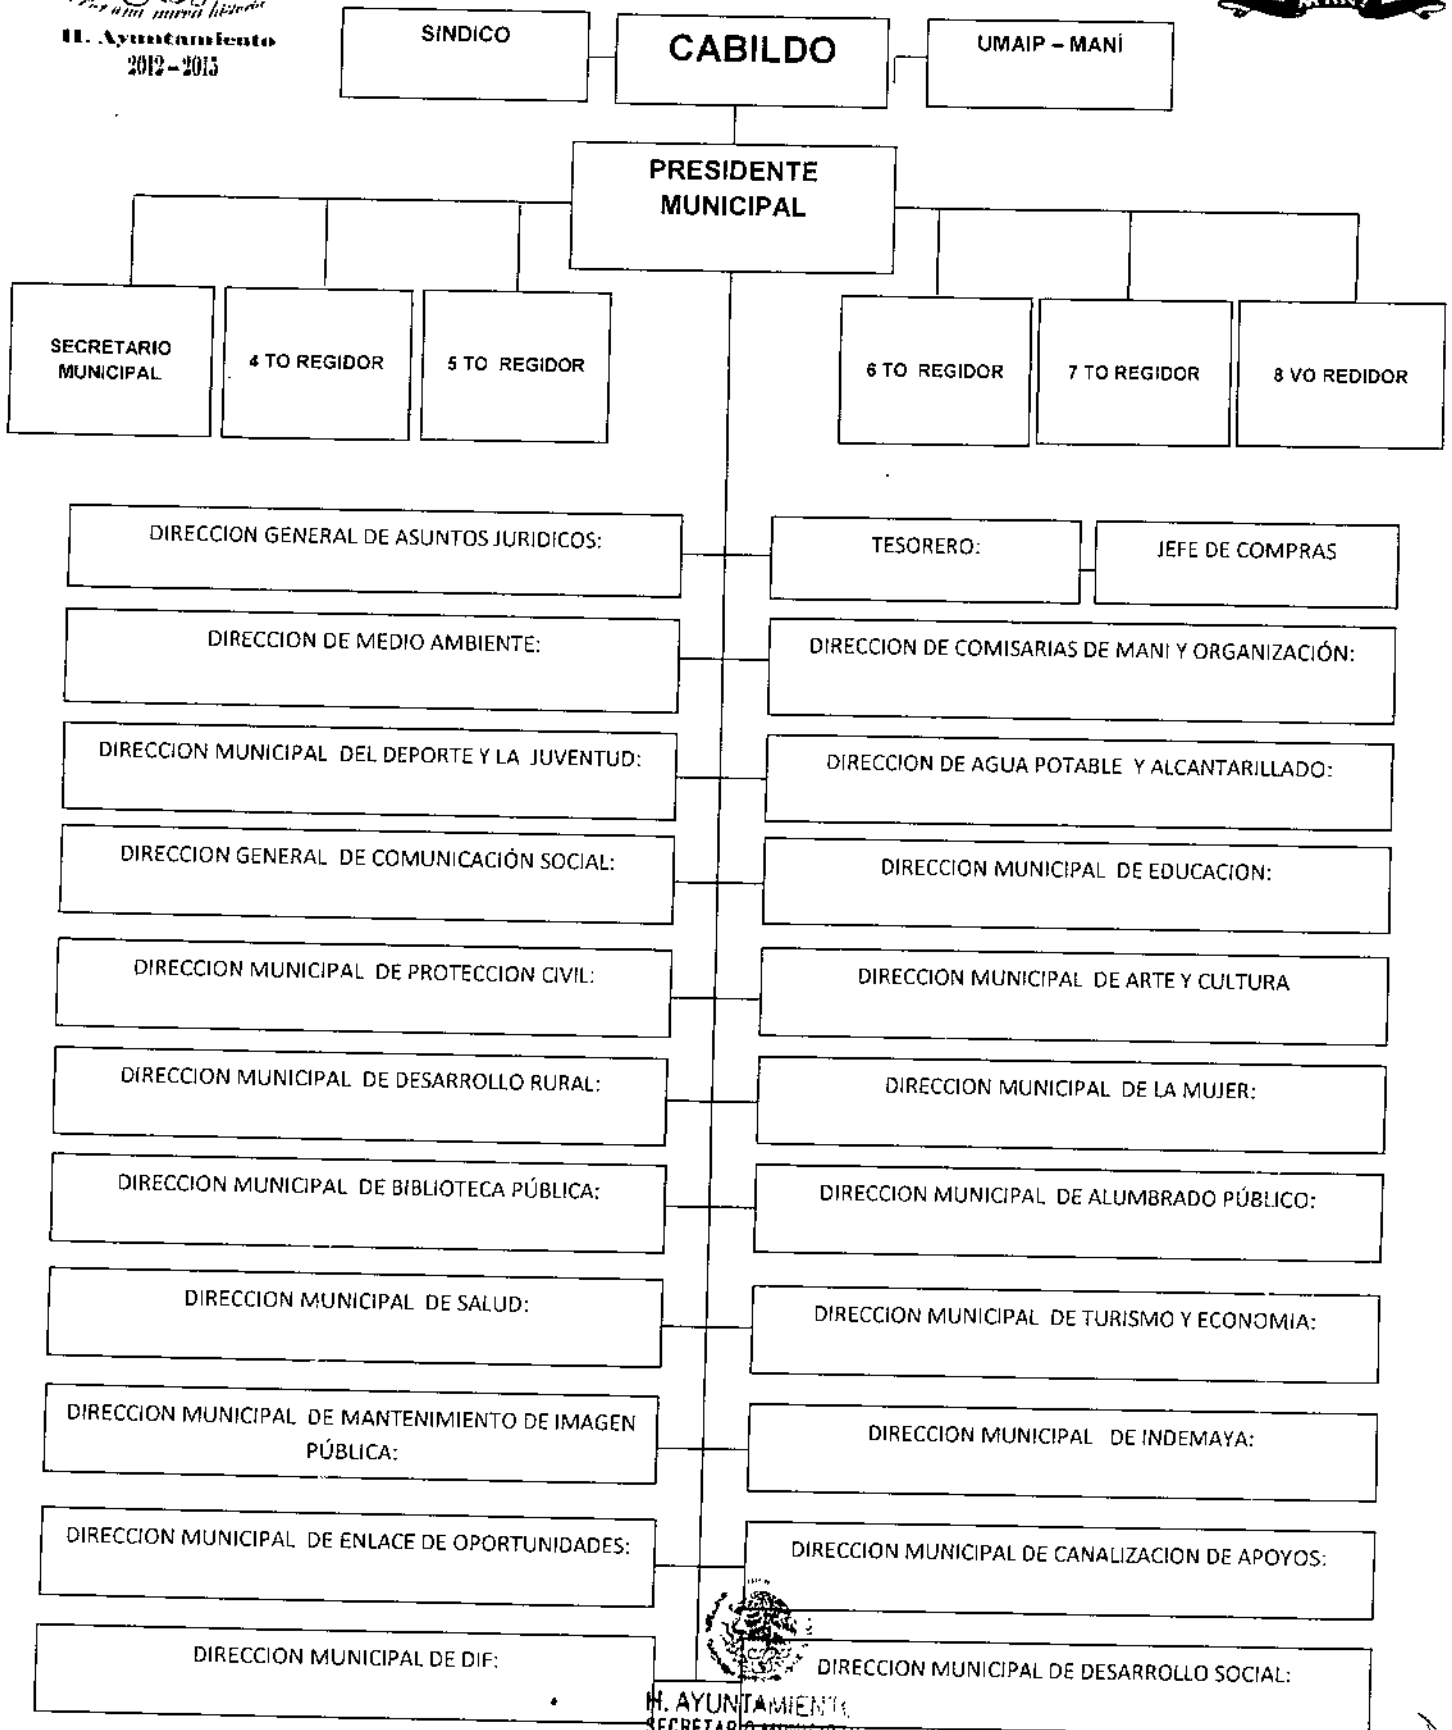 Por una nueva historia
H. Ayuntamiento
2012-2015
SINDICO
CABILDO
UMAIP – MANÍ
PRESIDENTE
MUNICIPAL
SECRETARIO
MUNICIPAL
4 TO REGIDOR
5 TO REGIDOR
6 TO REGIDOR
7 TO REGIDOR
8 VO REDIDOR
DIRECCION GENERAL DE ASUNTOS JURIDICOS:
TESORERO:
JEFE DE COMPRAS
DIRECCION DE MEDIO AMBIENTE:
DIRECCION DE COMISARIAS DE MANI Y ORGANIZACIÓN:
DIRECCION MUNICIPAL DEL DEPORTE Y LA JUVENTUD:
DIRECCION DE AGUA POTABLE Y ALCANTARILLADO:
DIRECCION GENERAL DE COMUNICACIÓN SOCIAL:
DIRECCION MUNICIPAL DE EDUCACION:
DIRECCION MUNICIPAL DE PROTECCION CIVIL:
DIRECCION MUNICIPAL DE ARTE Y CULTURA
DIRECCION MUNICIPAL DE DESARROLLO RURAL:
DIRECCION MUNICIPAL DE LA MUJER:
DIRECCION MUNICIPAL DE BIBLIOTECA PÚBLICA:
DIRECCION MUNICIPAL DE ALUMBRADO PÚBLICO:
DIRECCION MUNICIPAL DE SALUD:
DIRECCION MUNICIPAL DE TURISMO Y ECONOMIA:
DIRECCION MUNICIPAL DE MANTENIMIENTO DE IMAGEN
PÚBLICA:
DIRECCION MUNICIPAL DE INDEMAYA:
DIRECCION MUNICIPAL DE ENLACE DE OPORTUNIDADES:
DIRECCION MUNICIPAL DE CANALIZACION DE APOYOS:
DIRECCION MUNICIPAL DE DIF:
DIRECCION MUNICIPAL DE DESARROLLO SOCIAL:
H. AYUNTAMIENTO